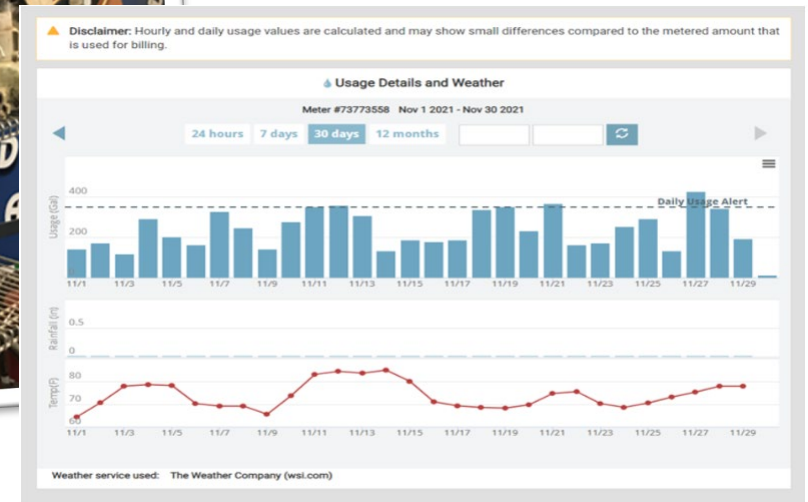 Disclaimer: Hourly and daily usage values are calculated and may show small differences compared to the metered amount that
is used for billing.
Usage Details and Weather
Meter #73773558 Nov 1 2021 - Nov 30 2021
24 hours 7 days 30 days 12 months
Usage (Gal)
400
200
0
Daily Usage Alert
11/1 11/3 11/5 11/7 11/9 11/11 11/13 11/15 11/17 11/19 11/21 11/23 11/25 11/27 11/29
Rainfall (in)
0.5
0
Temp(F)
80
70
60
11/1 11/3 11/5 11/7 11/9 11/11 11/13 11/15 11/17 11/19 11/21 11/23 11/25 11/27 11/29
Weather service used: The Weather Company (wsi.com)